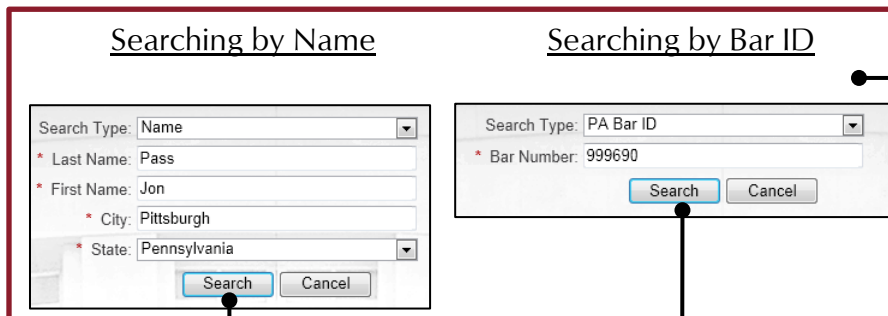 Searching by Name
Search Type: Name
* Last Name: Pass
* First Name: Jon
* City: Pittsburgh
* State: Pennsylvania
Search Cancel
Searching by Bar ID
Search Type: PA Bar ID
* Bar Number: 999690
Search Cancel